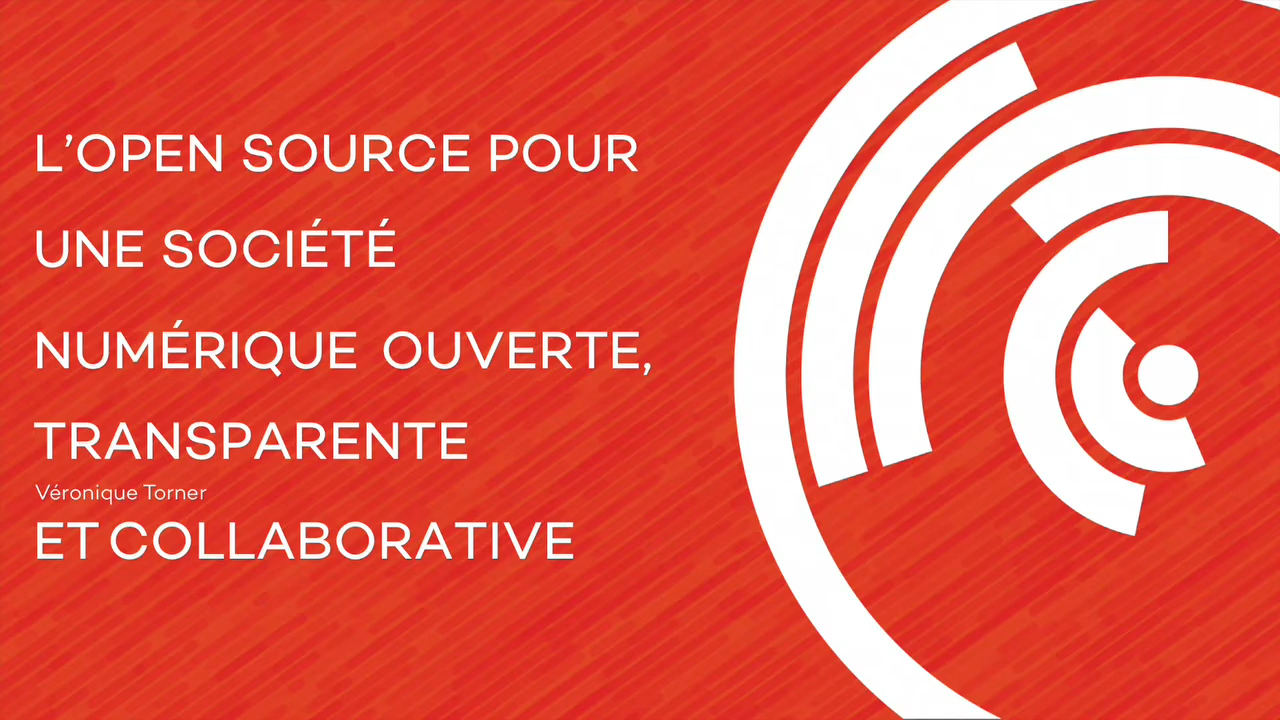 L’OPEN SOURCE POUR
UNE SOCIÉTÉ
NUMÉRIQUE OUVERTE,
TRANSPARENTE
Véronique Torner
ET COLLABORATIVE